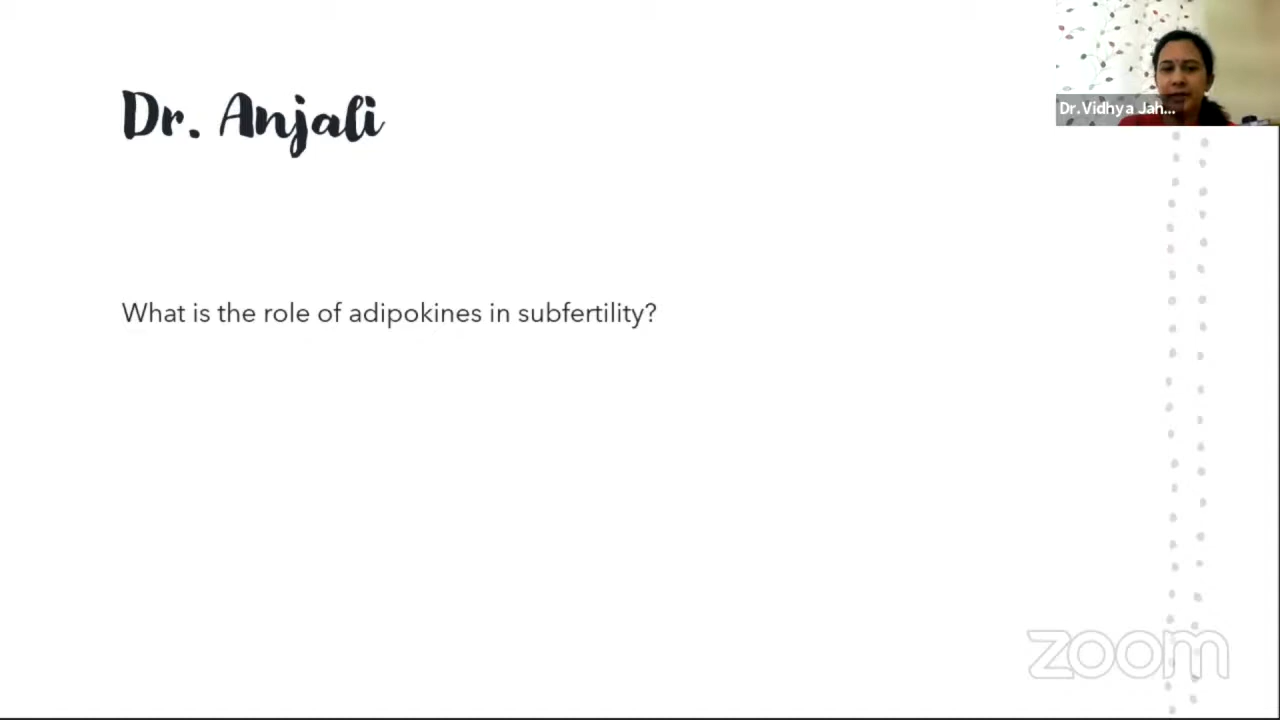 Dr. Anjali
Dr.Vidhya Jah...
What is the role of adipokines in subfertility?
zoom